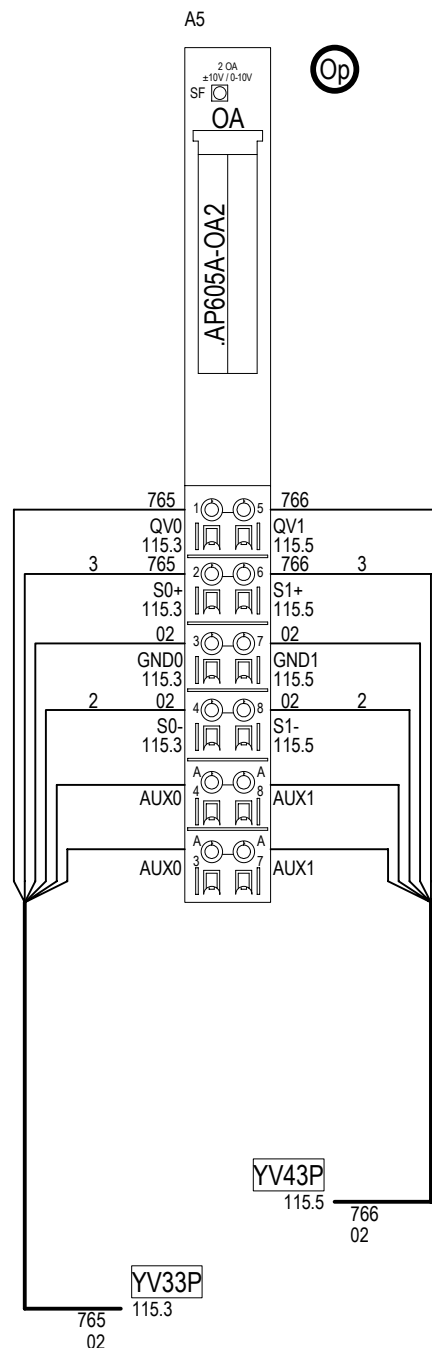 A5
2 OA
±10V / 0-10V
Op
SF
OA
.AP605A-OA2
765 1 5 766
QV0 QV1
115.3 115.5
3 765 2 6 766 3
S0+ S1+
115.3 115.5
02 3 7 02
GND0 GND1
115.3 115.5
2 02 4 8 02 2
S0- S1-
115.3 115.5
A A
AUX0 4 8 AUX1
A A
AUX0 3 7 AUX1
YV43P
115.5
766
02
YV33P
115.3
765
02